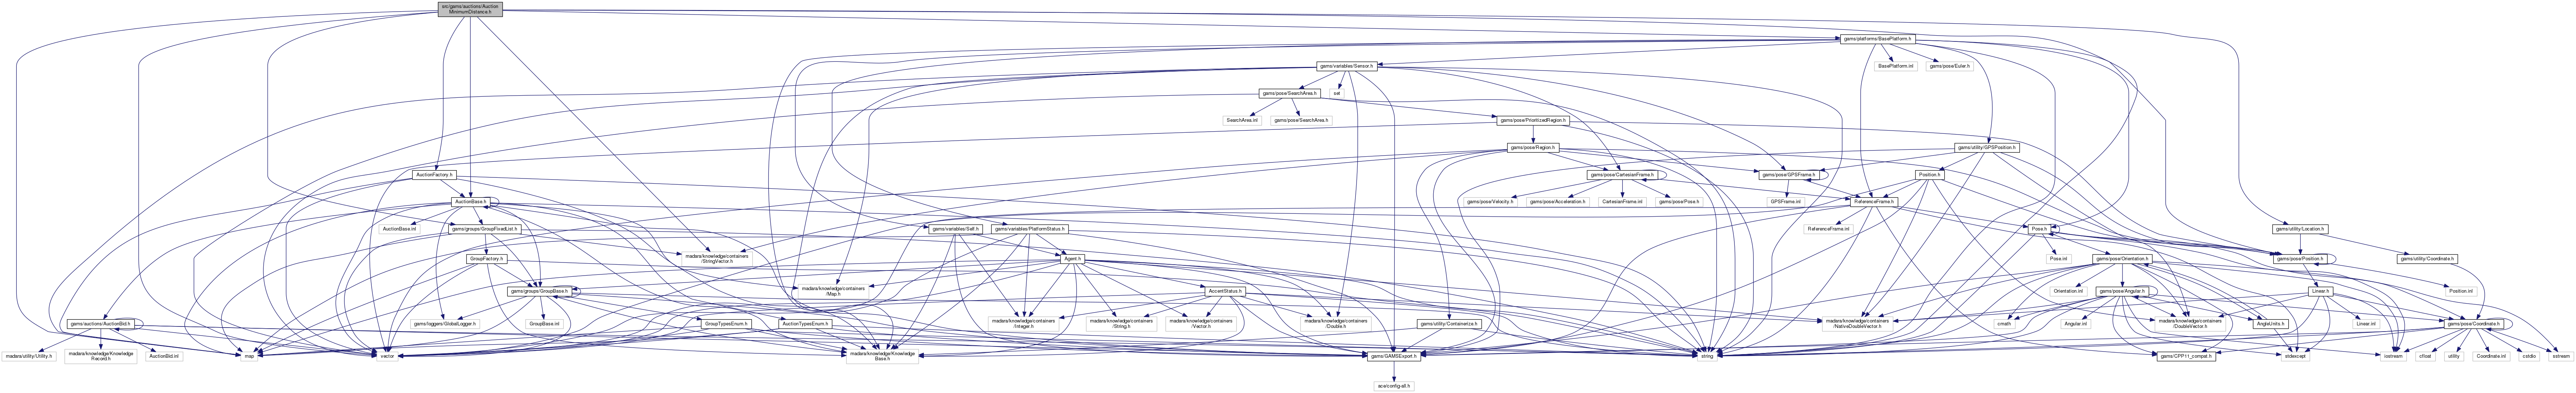 src/gams/auctions/Auction
MinimumDistance.h
gams/platforms/BasePlatform.h
gams/variables/Sensor.h
BasePlatform.inl
gams/pose/Euler.h
gams/pose/SearchArea.h
set
SearchArea.inl
gams/pose/SearchArea.h
gams/pose/PrioritizedRegion.h
gams/pose/Region.h
gams/utility/GPSPosition.h
AuctionFactory.h
gams/pose/CartesianFrame.h
gams/pose/GPSFrame.h
Position.h
AuctionBase.h
gams/pose/Velocity.h
gams/pose/Acceleration.h
CartesianFrame.inl
gams/pose/Pose.h
GPSFrame.inl
ReferenceFrame.h
AuctionBase.inl
gams/groups/GroupFixedList.h
gams/variables/Self.h
gams/variables/PlatformStatus.h
ReferenceFrame.inl
Pose.h
gams/utility/Location.h
GroupFactory.h
madara/knowledge/containers
/StringVector.h
Agent.h
Pose.inl
gams/pose/Orientation.h
gams/pose/Position.h
gams/utility/Coordinate.h
gams/groups/GroupBase.h
madara/knowledge/containers
/Map.h
AccentStatus.h
Orientation.inl
gams/pose/Angular.h
Linear.h
Position.inl
gams/auctions/AuctionBid.h
gams/loggers/GlobalLogger.h
GroupBase.inl
GroupTypesEnum.h
AuctionTypesEnum.h
madara/knowledge/containers
/Integer.h
madara/knowledge/containers
/String.h
madara/knowledge/containers
/Vector.h
madara/knowledge/containers
/Double.h
gams/utility/Containerize.h
madara/knowledge/containers
/NativeDoubleVector.h
cmath
Angular.inl
madara/knowledge/containers
/DoubleVector.h
AngleUnits.h
Linear.inl
gams/pose/Coordinate.h
madara/utility/Utility.h
madara/knowledge/Knowledge
Record.h
AuctionBid.inl
map
vector
madara/knowledge/Knowledge
Base.h
gams/GAMSExport.h
string
gams/CPP11_compat.h
stdexcept
iostream
cfloat
utility
Coordinate.inl
cstdio
sstream
ace/config-all.h